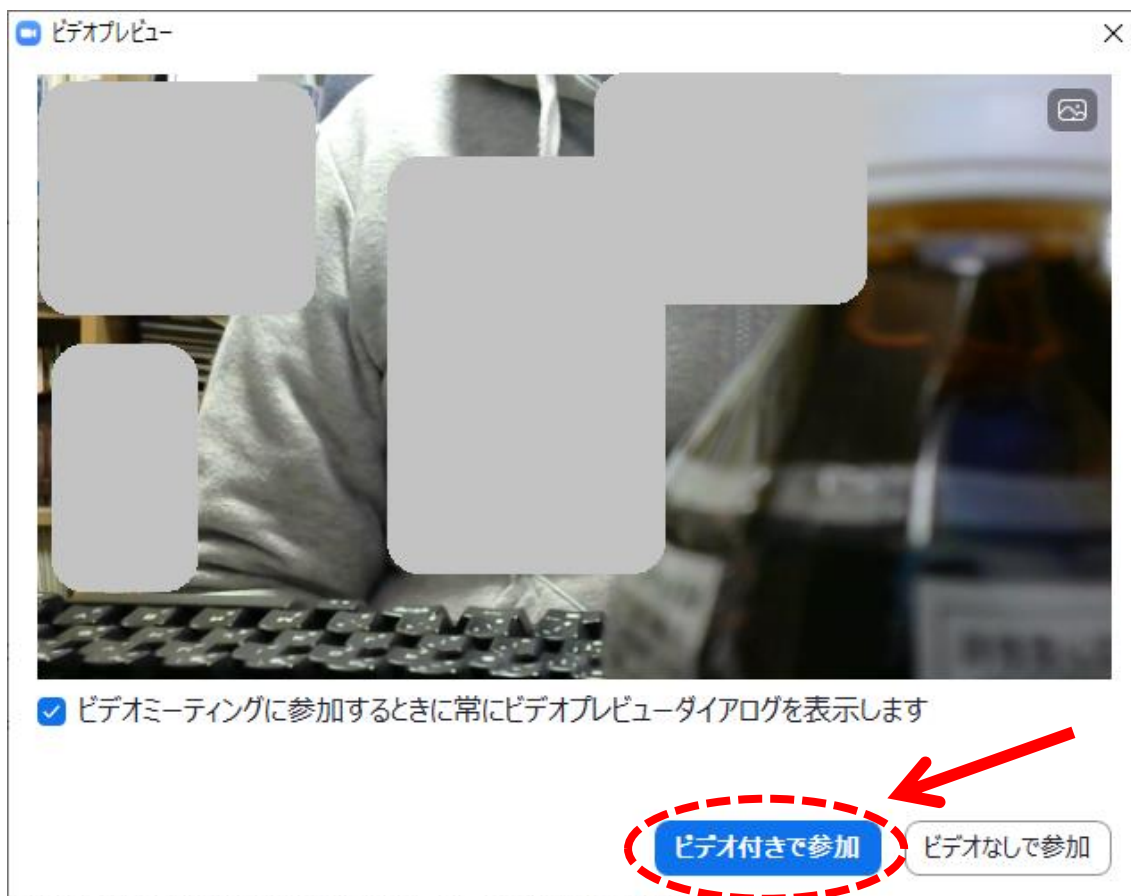 ビデオプレビュー
ビデオミーティングに参加するときに常にビデオプレビューダイアログを表示します
ビデオ付きで参加
ビデオなしで参加